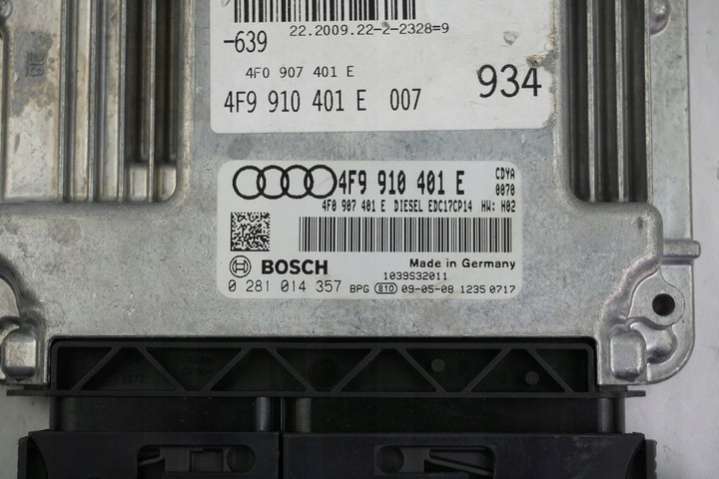 22.2009.22-2-2328=9
-639
4F0 907 401 E
934
4F9 910 401 E 007
4F9 910 401 E CDYA 0070
4F0 907 401 E DIESEL EDC17CP14 HW: H02
BOSCH Made in Germany
1039S32011
0 281 014 357 BPG 810 09-05-08 1235 0717